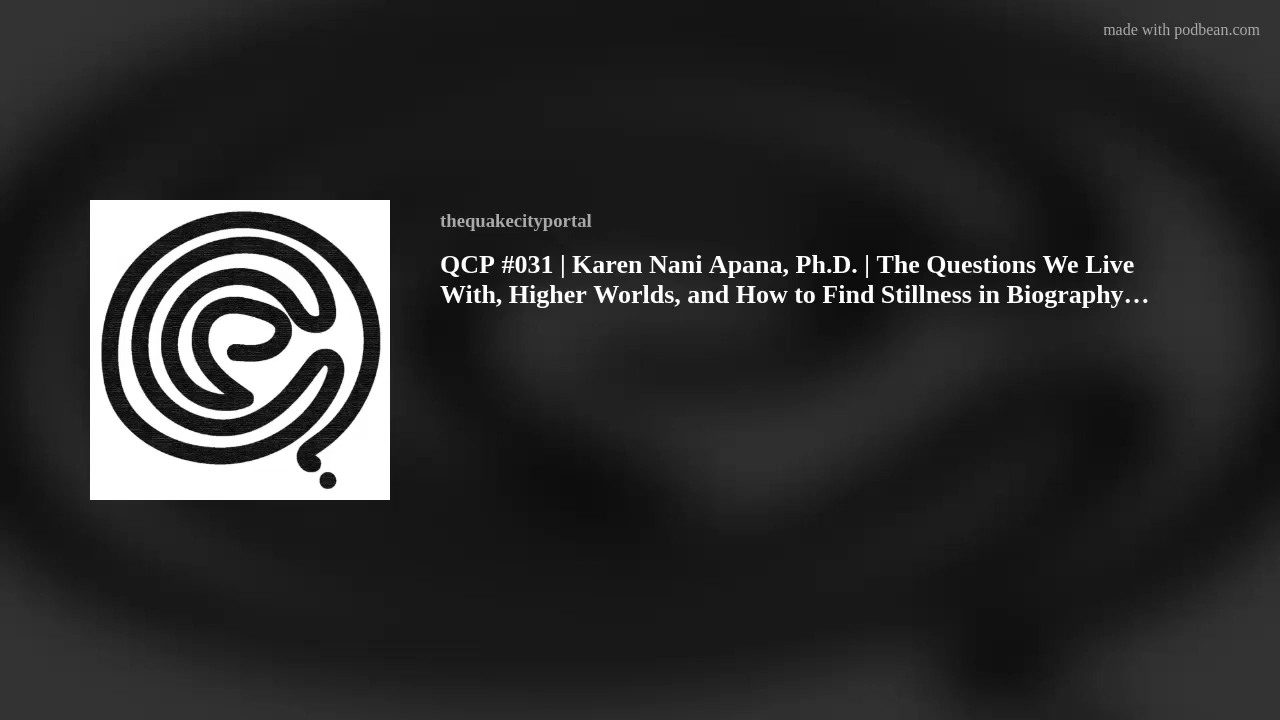 made with podbean.com
thequakecityportal
QCP #031 | Karen Nani Apana, Ph.D. | The Questions We Live
With, Higher Worlds, and How to Find Stillness in Biography…